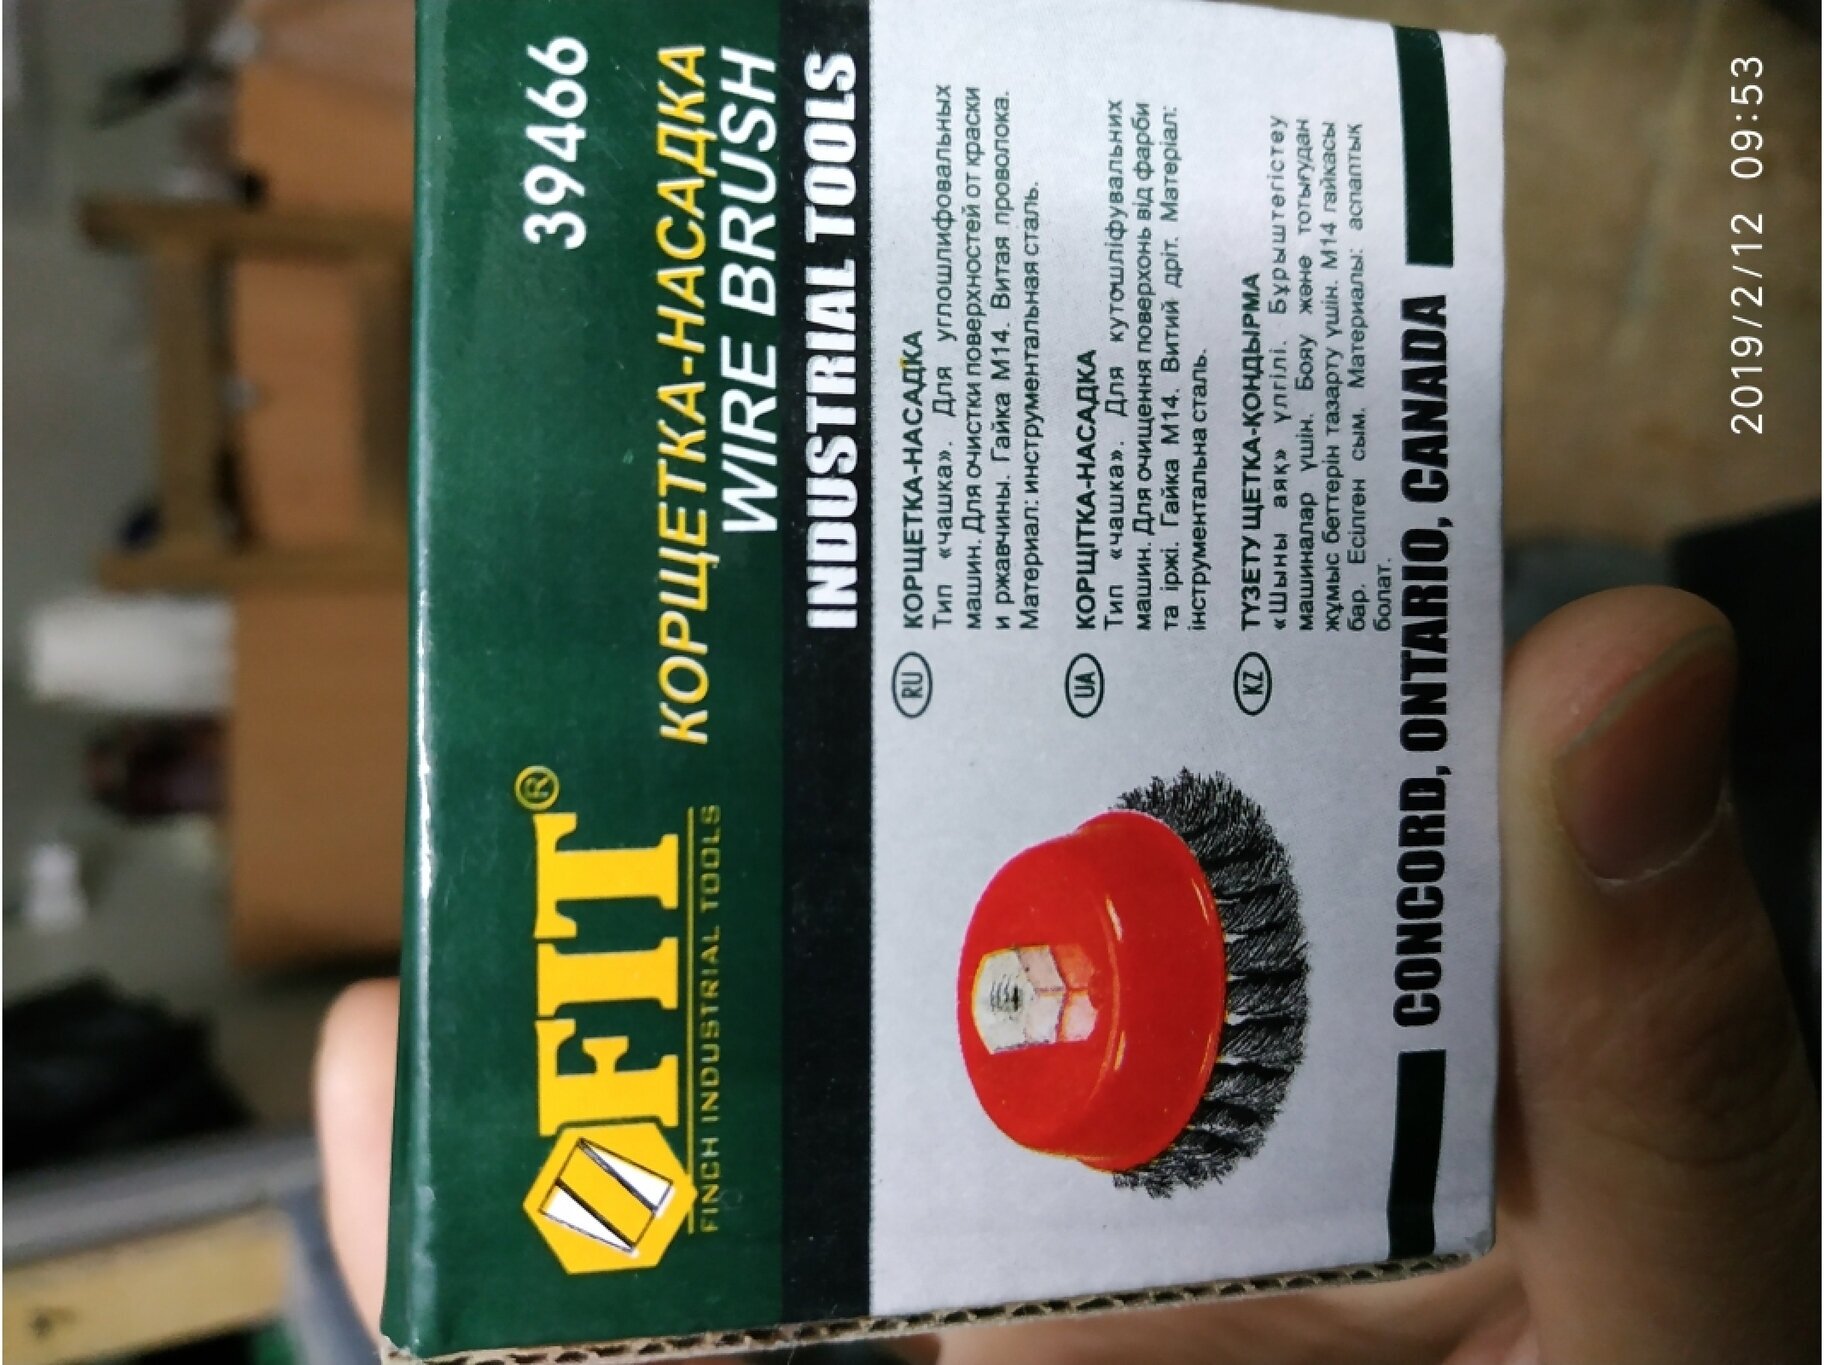 39466
FIT®
FINCH INDUSTRIAL TOOLS
КОРЩЕТКА-НАСАДКА
WIRE BRUSH
INDUSTRIAL TOOLS
RU
КОРЩЕТКА-НАСАДКА
Тип «чашка». Для углошлифовальных
машин. Для очистки поверхностей от краски
и ржавчины. Гайка М14. Витая проволока.
Материал: инструментальная сталь.
UA
КОРЩІТКА-НАСАДКА
Тип «чашка». Для кутошліфувальних
машин. Для очищення поверхонь від фарби
та іржі. Гайка М14. Витий дріт. Матеріал:
інструментальна сталь.
KZ
ТҮЗЕТУ ЩЕТКА-ҚОНДЫРМА
«Шыны аяқ» үлгілі. Бұрыштегістеу
машиналар үшін. Бояу және тотығудан
жұмыс беттерін тазарту үшін. М14 гайкасы
бар. Есілген сым. Материалы: аспаптық
болат.
CONCORD, ONTARIO, CANADA
2019/2/12 09:53